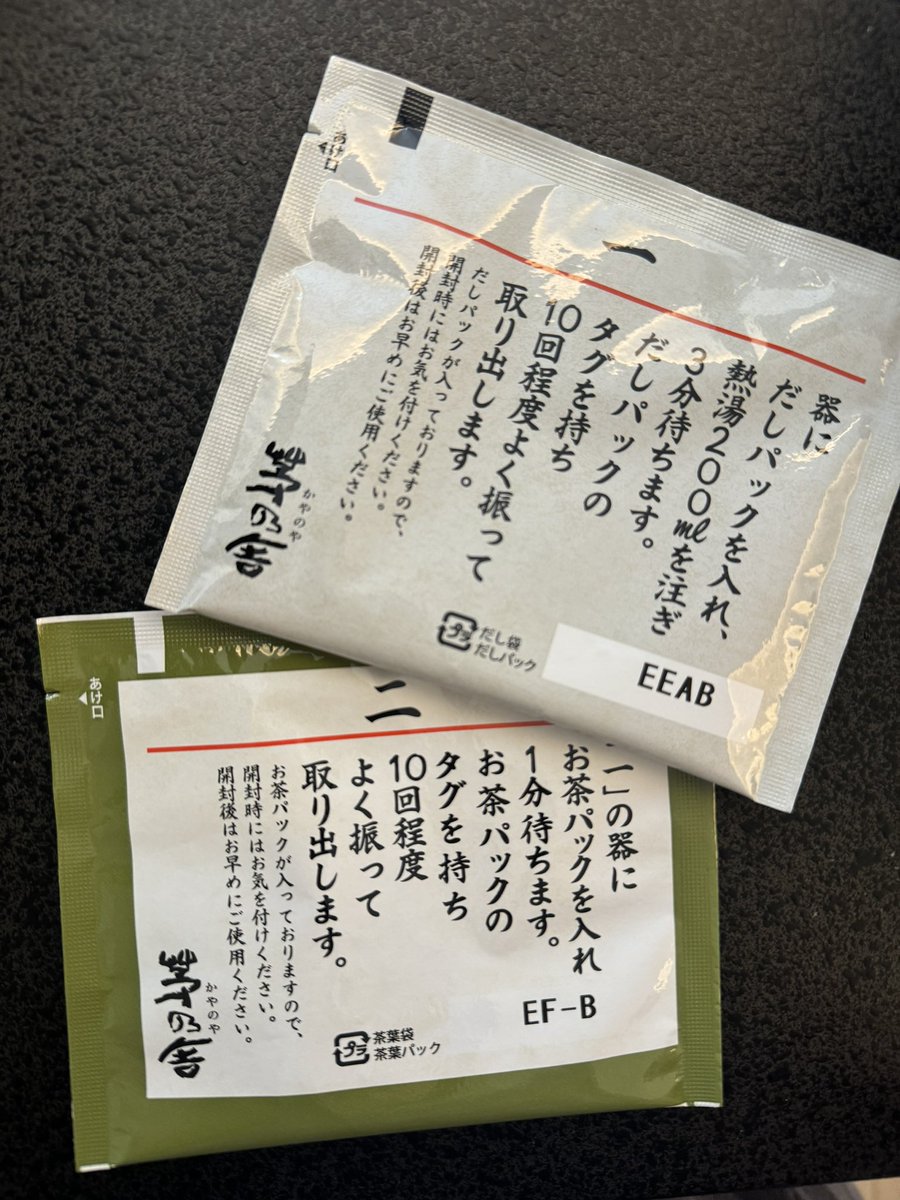 あけ口
一
器に
だしパックを入れ、
熱湯200㎖を注ぎ
3分待ちます。
だしパックの
タグを持ち
10回程度よく振って
取り出します。
だしパックが入っておりますので、
開封時にはお気を付けください。
開封後はお早めにご使用ください。
茅乃舎
かやのや
プラ
だし袋
だしパック
EEAB
あけ口
二
」の器に
お茶パックを入れ
1分待ちます。
お茶パックの
タグを持ち
10回程度
よく振って
取り出します。
お茶パックが入っておりますので、
開封時にはお気を付けください。
開封後はお早めにご使用ください。
茅乃舎
かやのや
プラ
茶葉袋
茶葉パック
EF-B